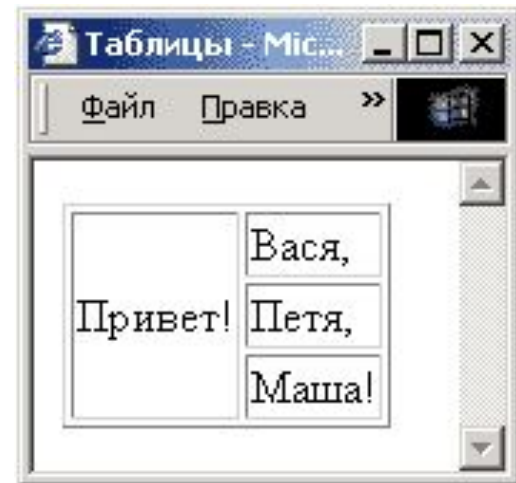 Таблицы - Mic...
Файл Правка »
Привет!
Вася,
Петя,
Маша!